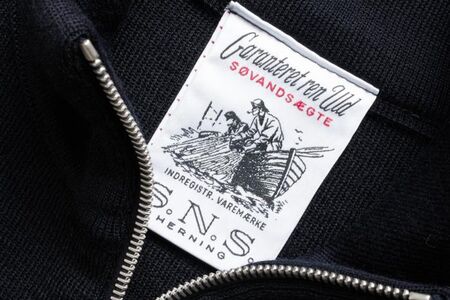 Garanteret ren Uld
SØVANDSÆGTE
INDREGISTR. VAREMÆRKE
S.N.S.
HERNING